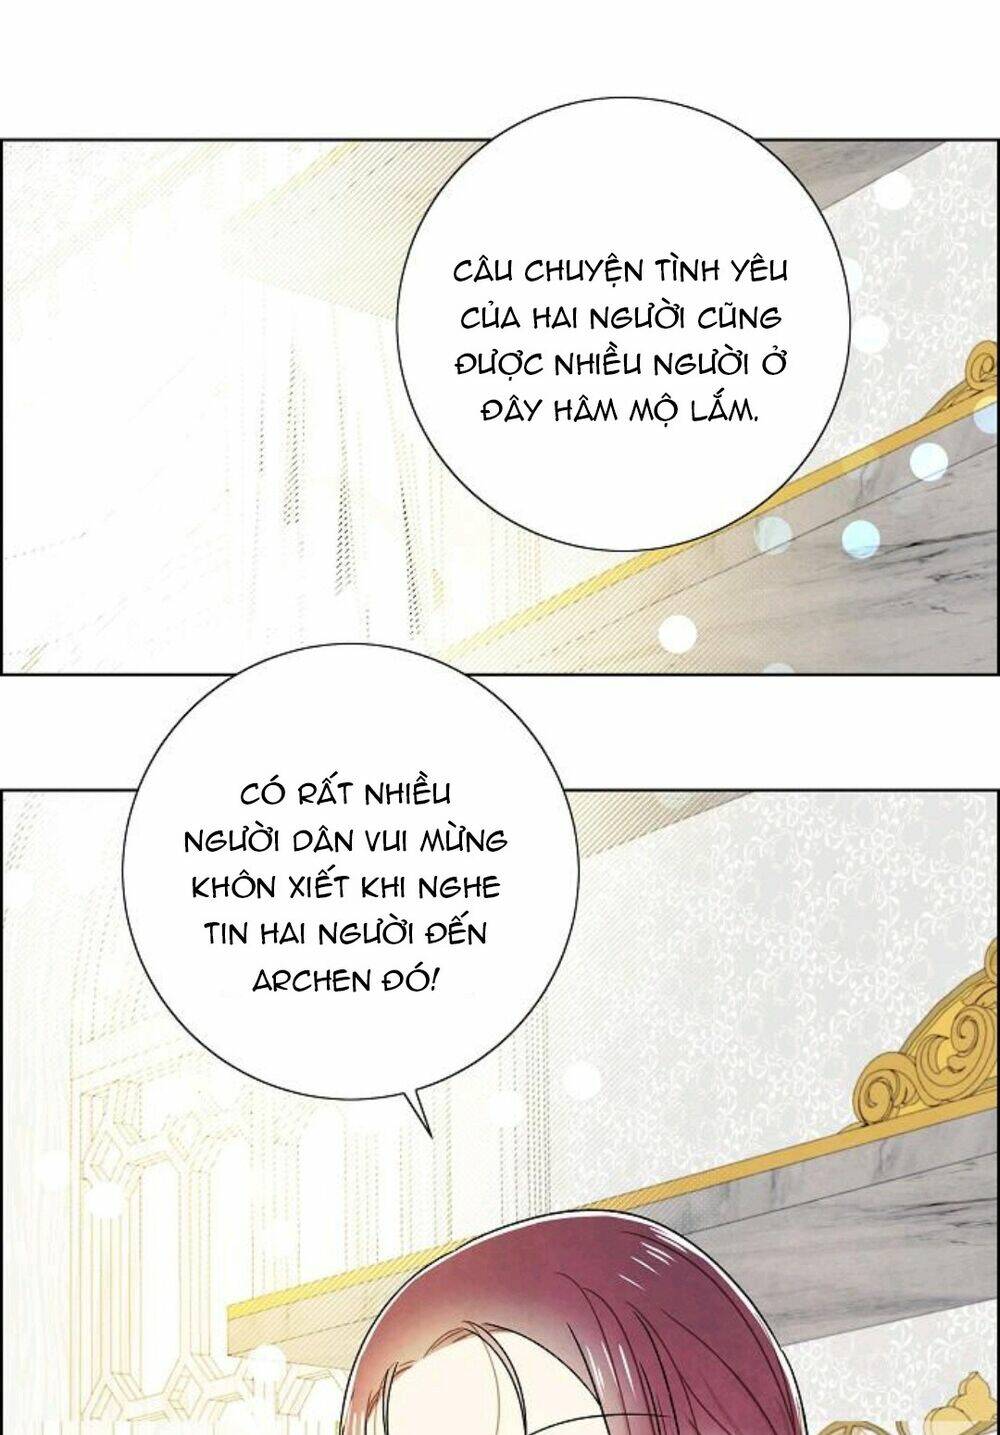 CÂU CHUYỆN TÌNH YÊU
CỦA HAI NGƯỜI CŨNG
ĐƯỢC NHIỀU NGƯỜI Ở
ĐÂY HÂM MỘ LẮM.
CÓ RẤT NHIỀU
NGƯỜI DÂN VUI MỪNG
KHÔN XIẾT KHI NGHE
TIN HAI NGƯỜI ĐẾN
ARCHEN ĐÓ!